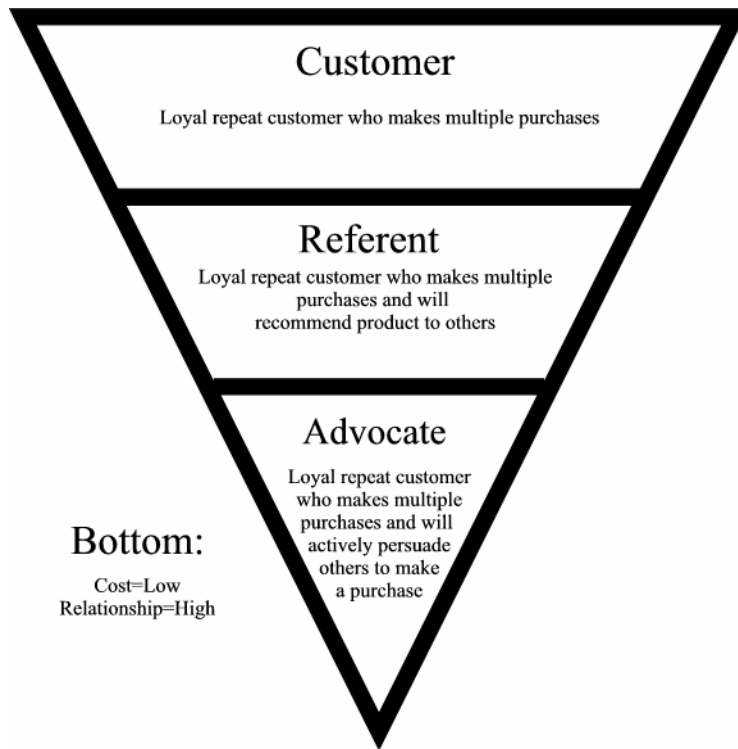 Customer
Loyal repeat customer who makes multiple purchases
Referent
Loyal repeat customer who makes multiple
purchases and will
recommend product to others
Advocate
Loyal repeat customer
who makes multiple
purchases and will
actively persuade
others to make
a purchase
Bottom:
Cost=Low
Relationship=High